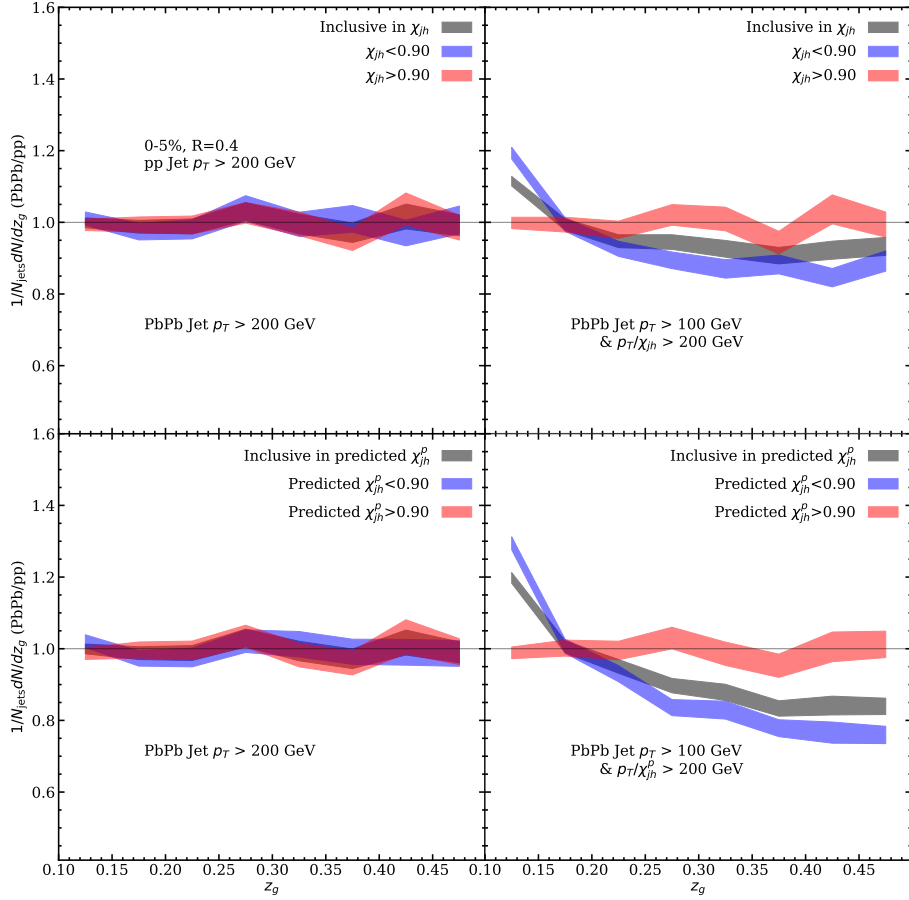 1.6
1.4
1.2
1.0
0.8
0.6
1/N_jets dN/dz_g (PbPb/pp)
Inclusive in χ_jh
χ_jh<0.90
χ_jh>0.90
0-5%, R=0.4
pp Jet p_T > 200 GeV
PbPb Jet p_T > 200 GeV
Inclusive in χ_jh
χ_jh<0.90
χ_jh>0.90
PbPb Jet p_T > 100 GeV
& p_T/χ_jh > 200 GeV
1.6
1.4
1.2
1.0
0.8
0.6
1/N_jets dN/dz_g (PbPb/pp)
Inclusive in predicted χ^p_jh
Predicted χ^p_jh<0.90
Predicted χ^p_jh>0.90
PbPb Jet p_T > 200 GeV
Inclusive in predicted χ^p_jh
Predicted χ^p_jh<0.90
Predicted χ^p_jh>0.90
PbPb Jet p_T > 100 GeV
& p_T/χ^p_jh > 200 GeV
0.10 0.15 0.20 0.25 0.30 0.35 0.40 0.45 0.10 0.15 0.20 0.25 0.30 0.35 0.40 0.45
z_g
z_g